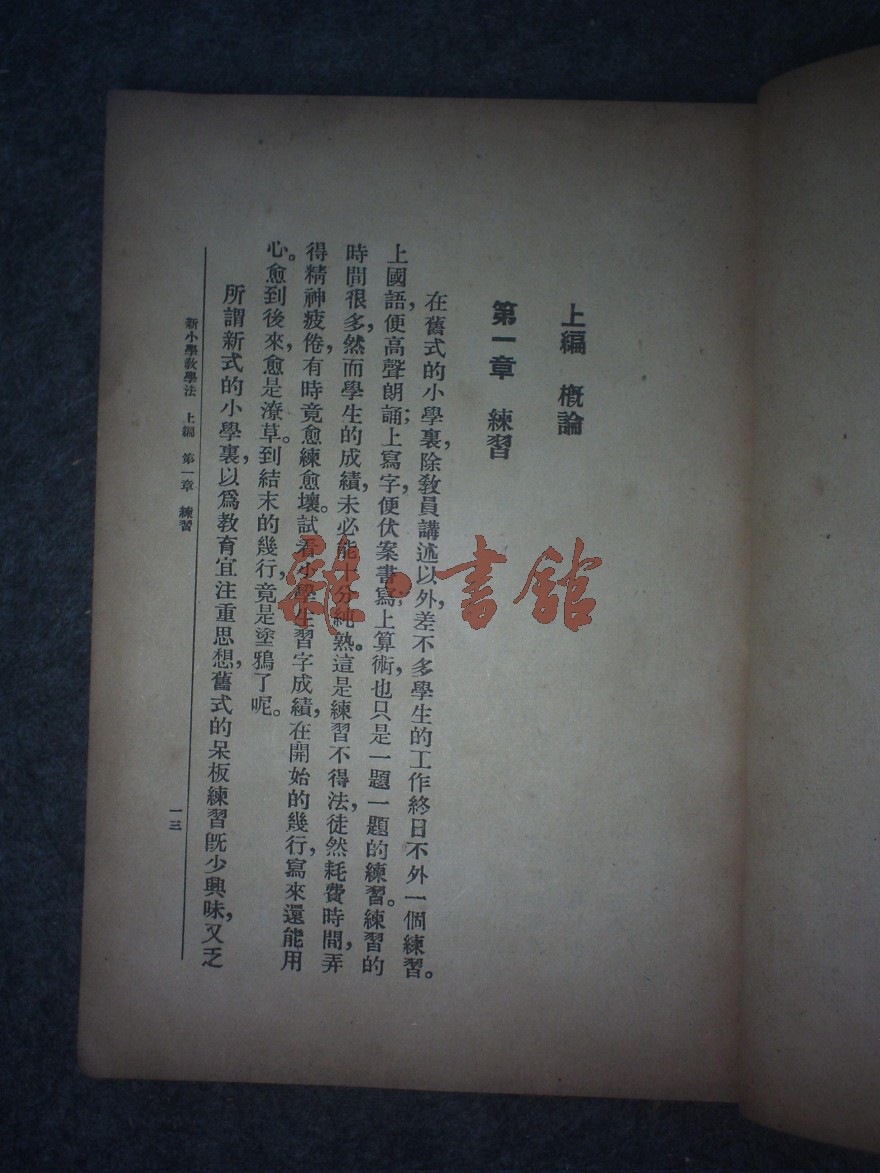 上編　概論
第一章　練習
在舊式的小學裏，除教員講述以外，差不多學生的工作終日不外一個練習。
上國語，便高聲朗誦；上寫字，便伏案書寫；上算術，也只是一題一題的練習。練習的
時間很多，然而學生的成績，未必能十分純熟。這是練習不得法，徒然耗費時間，弄
得精神疲倦，有時竟愈練愈壞。試看小學生習字成績，在開始的幾行，寫來還能用
心。愈到後來，愈是潦草。到結末的幾行，竟是塗鴉了呢。
所謂新式的小學裏，以爲教育宜注重思想，舊式的呆板練習旣少興味，又乏
新小學教學法　上編　第一章　練習
一三
雜·書館